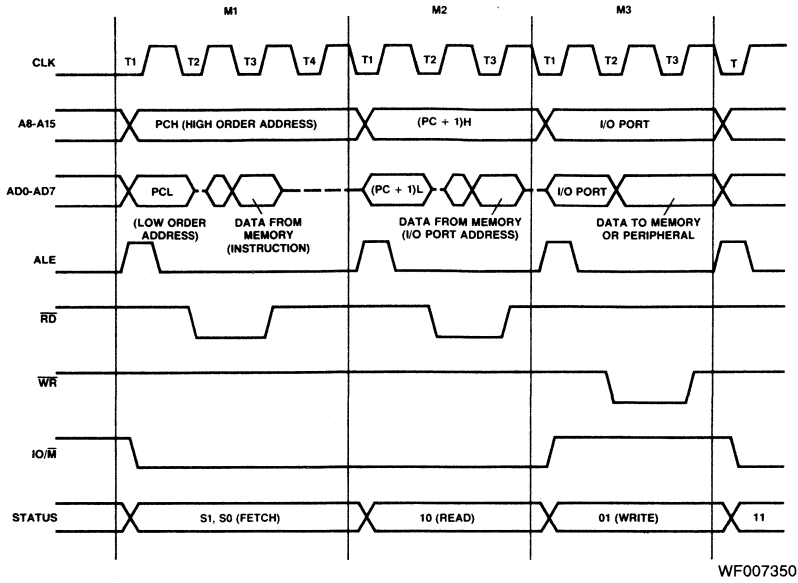 M1 M2 M3
CLK T1 T2 T3 T4 T1 T2 T3 T1 T2 T3 T
A8-A15 PCH (HIGH ORDER ADDRESS) (PC + 1)H I/O PORT
AD0-AD7 PCL (PC + 1)L I/O PORT
(LOW ORDER ADDRESS)
DATA FROM MEMORY (INSTRUCTION)
DATA FROM MEMORY (I/O PORT ADDRESS)
DATA TO MEMORY OR PERIPHERAL
ALE
R̅D̅
W̅R̅
IO/M̅
STATUS S1, S0 (FETCH) 10 (READ) 01 (WRITE) 11
WF007350